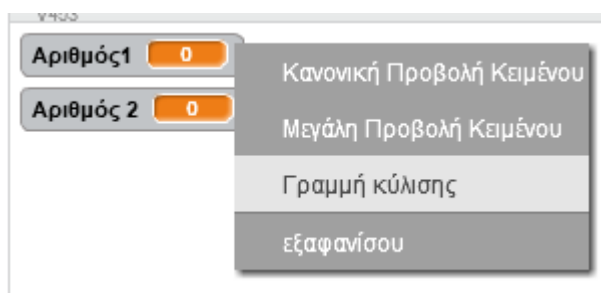 Αριθμός1 0
Αριθμός 2 0
Κανονική Προβολή Κειμένου
Μεγάλη Προβολή Κειμένου
Γραμμή κύλισης
εξαφανίσου